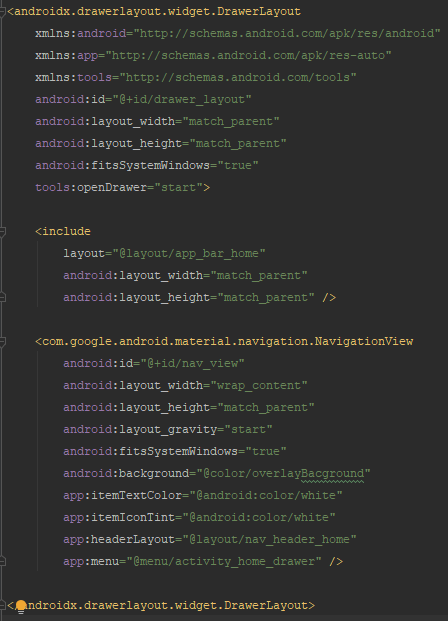 <androidx.drawerlayout.widget.DrawerLayout
xmlns:android="http://schemas.android.com/apk/res/android"
xmlns:app="http://schemas.android.com/apk/res-auto"
xmlns:tools="http://schemas.android.com/tools"
android:id="@+id/drawer_layout"
android:layout_width="match_parent"
android:layout_height="match_parent"
android:fitsSystemWindows="true"
tools:openDrawer="start">
<include
layout="@layout/app_bar_home"
android:layout_width="match_parent"
android:layout_height="match_parent" />
<com.google.android.material.navigation.NavigationView
android:id="@+id/nav_view"
android:layout_width="wrap_content"
android:layout_height="match_parent"
android:layout_gravity="start"
android:fitsSystemWindows="true"
android:background="@color/overlayBacground"
app:itemTextColor="@android:color/white"
app:itemIconTint="@android:color/white"
app:headerLayout="@layout/nav_header_home"
app:menu="@menu/activity_home_drawer" />
</ndroidx.drawerlayout.widget.DrawerLayout>